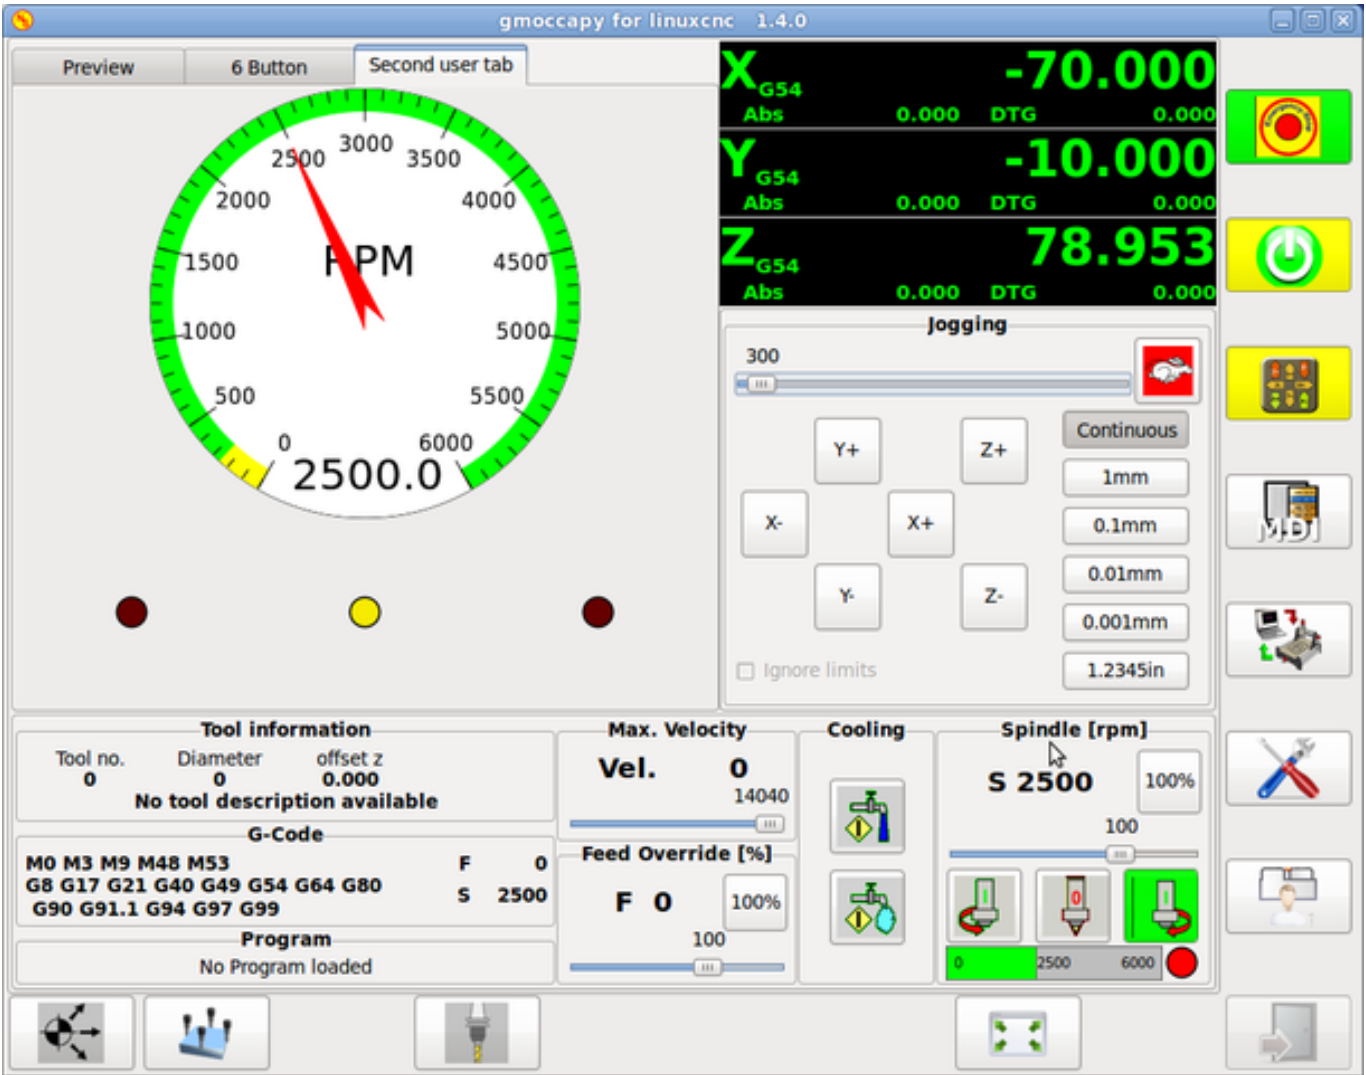 gmoccapy for linuxcnc 1.4.0
Preview 6 Button Second user tab
3000
2500 3500
2000 4000
RPM
1500 4500
1000 5000
500 5500
0 6000
2500.0
X G54 -70.000
Abs 0.000 DTG 0.000
Y G54 -10.000
Abs 0.000 DTG 0.000
Z G54 78.953
Abs 0.000 DTG 0.000
Jogging
300
Y+ Z+
X- X+
Y- Z-
Continuous
1mm
0.1mm
0.01mm
0.001mm
1.2345in
Ignore limits
Tool information
Tool no. Diameter offset z
0 0 0.000
No tool description available
G-Code
M0 M3 M9 M48 M53 F 0
G8 G17 G21 G40 G49 G54 G64 G80
G90 G91.1 G94 G97 G99 S 2500
Program
No Program loaded
Max. Velocity
Vel. 0
14040
Feed Override [%]
F 0 100%
100
Cooling
Spindle [rpm]
S 2500 100%
100
I 0 I
0 2500 6000
Emergency Stop
MDI